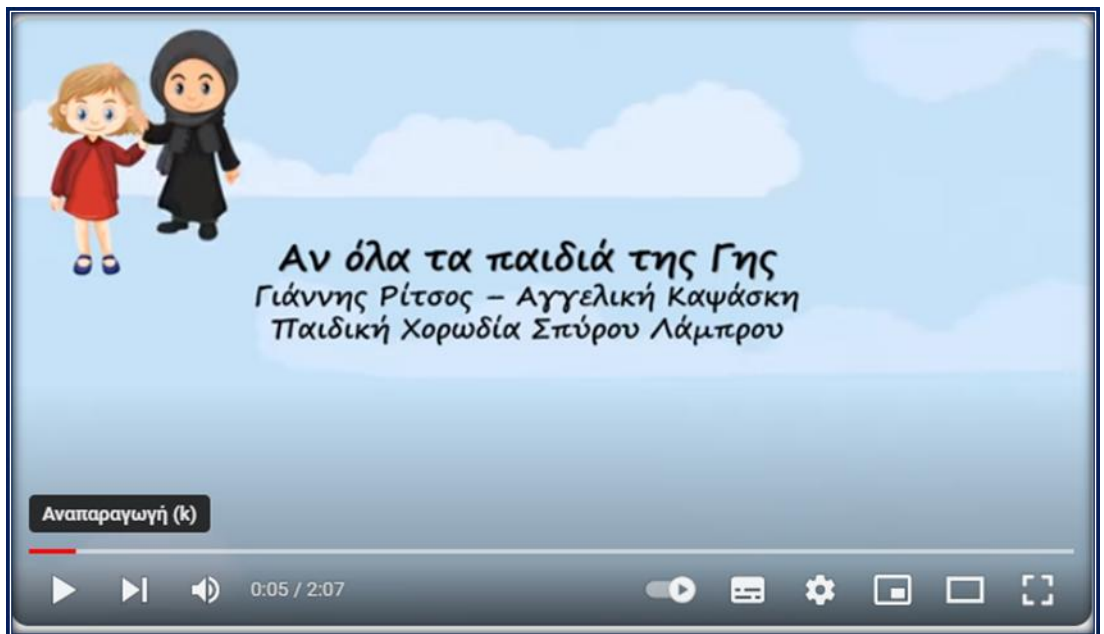 Αν όλα τα παιδιά της Γης
Γιάννης Ρίτσος – Αγγελική Καψάσκη
Παιδική Χορωδία Σπύρου Λάμπρου
Αναπαραγωγή (k)
0:05 / 2:07